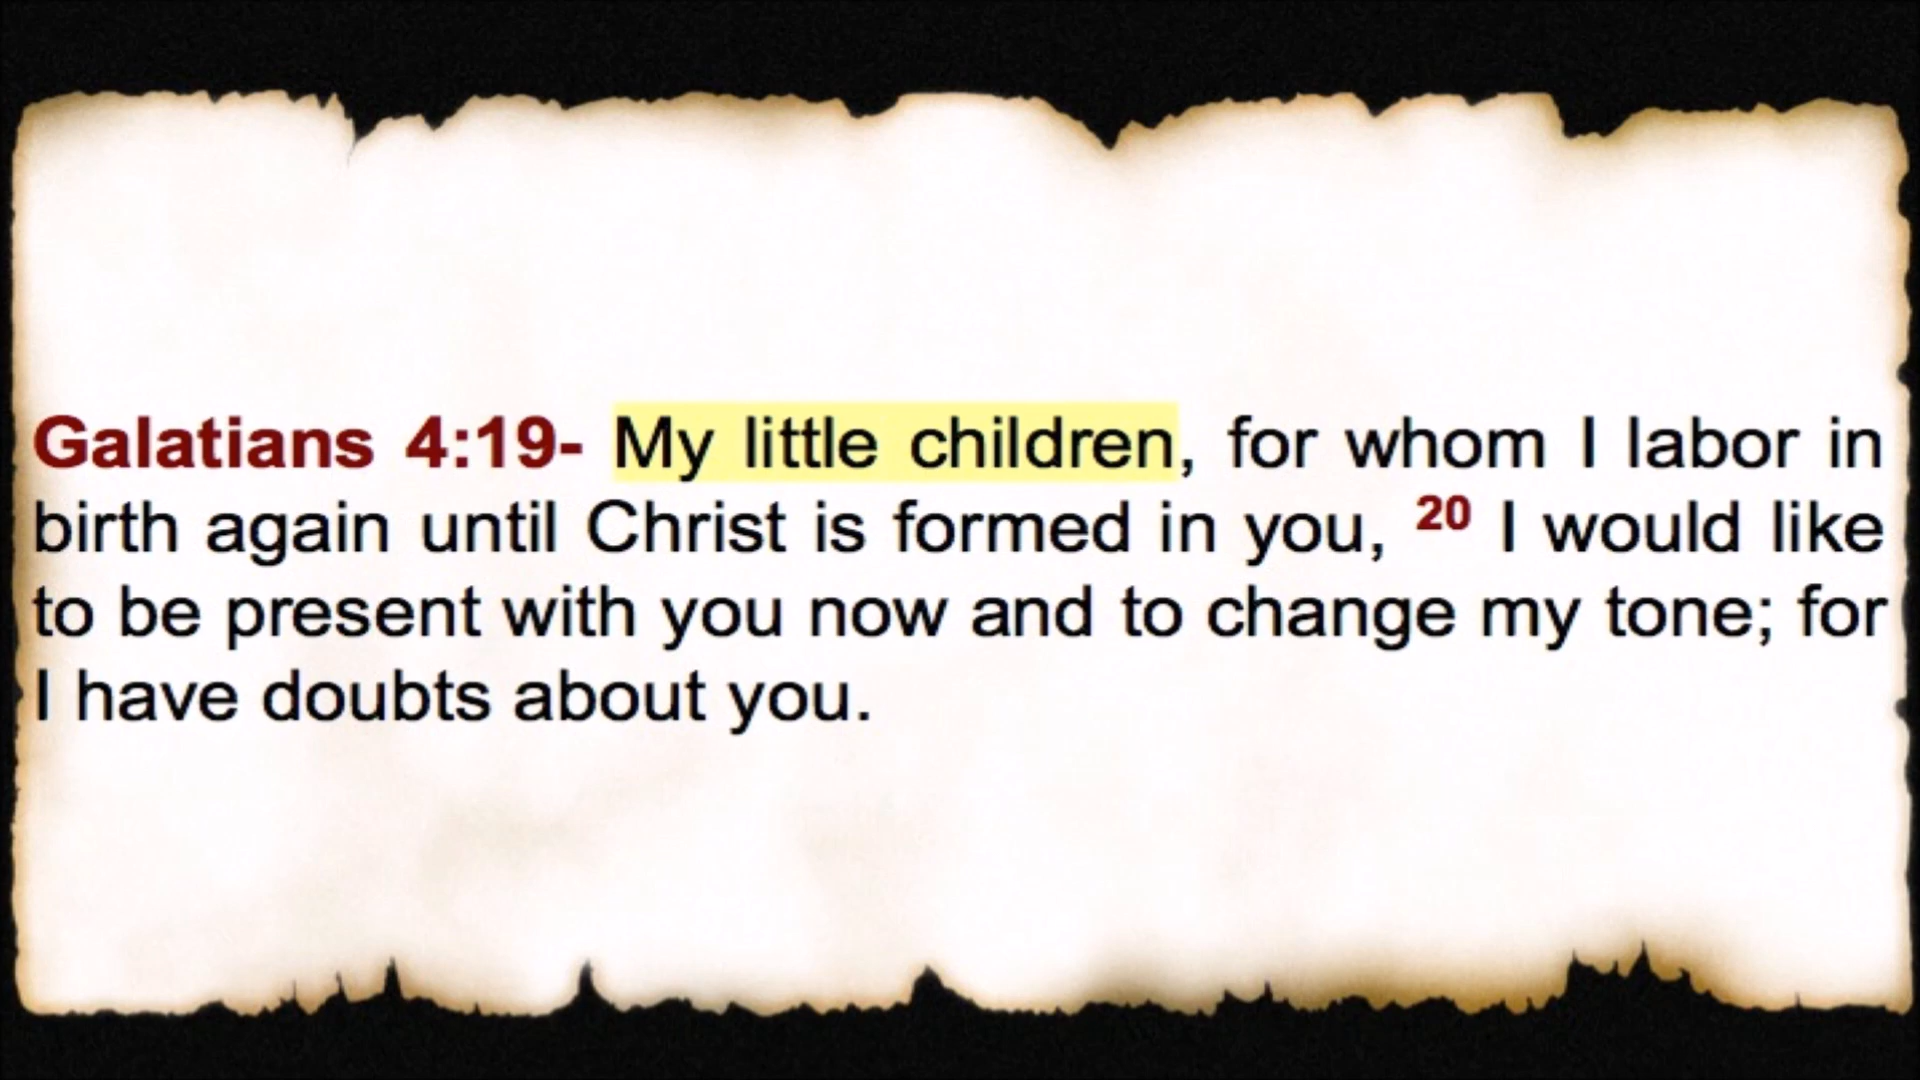 Galatians 4:19- My little children, for whom I labor in
birth again until Christ is formed in you, 20 I would like
to be present with you now and to change my tone; for
I have doubts about you.